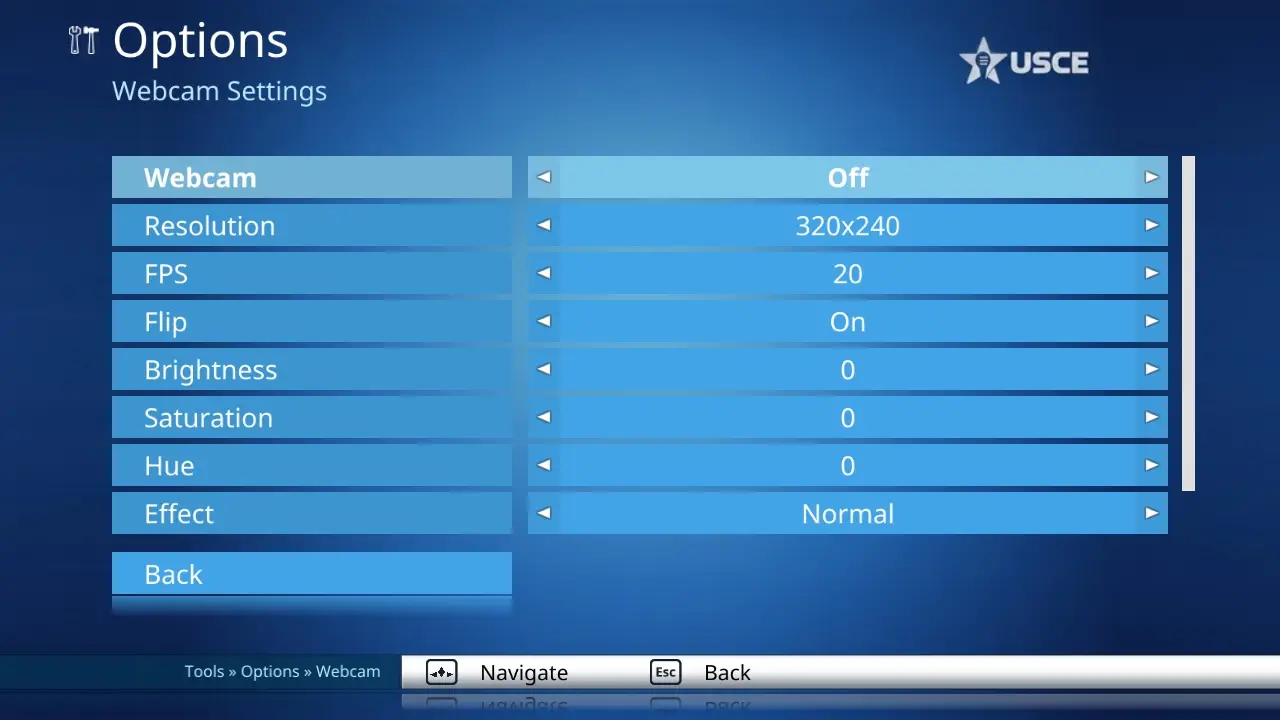 Options
USCE
Webcam Settings
Webcam Off
Resolution 320x240
FPS 20
Flip On
Brightness 0
Saturation 0
Hue 0
Effect Normal
Back
Tools » Options » Webcam
Navigate
Esc Back